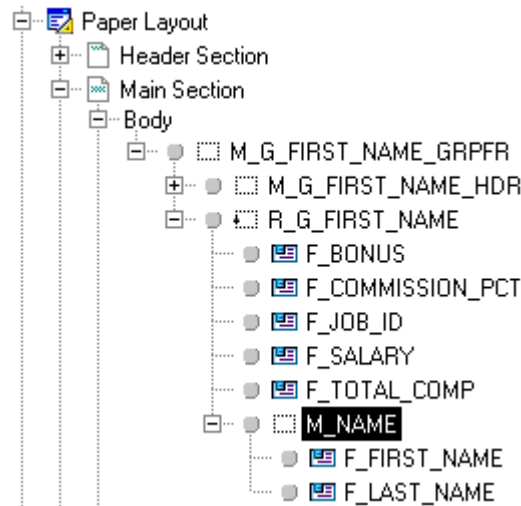 Paper Layout
Header Section
Main Section
Body
M_G_FIRST_NAME_GRPFR
M_G_FIRST_NAME_HDR
R_G_FIRST_NAME
F_BONUS
F_COMMISSION_PCT
F_JOB_ID
F_SALARY
F_TOTAL_COMP
M_NAME
F_FIRST_NAME
F_LAST_NAME